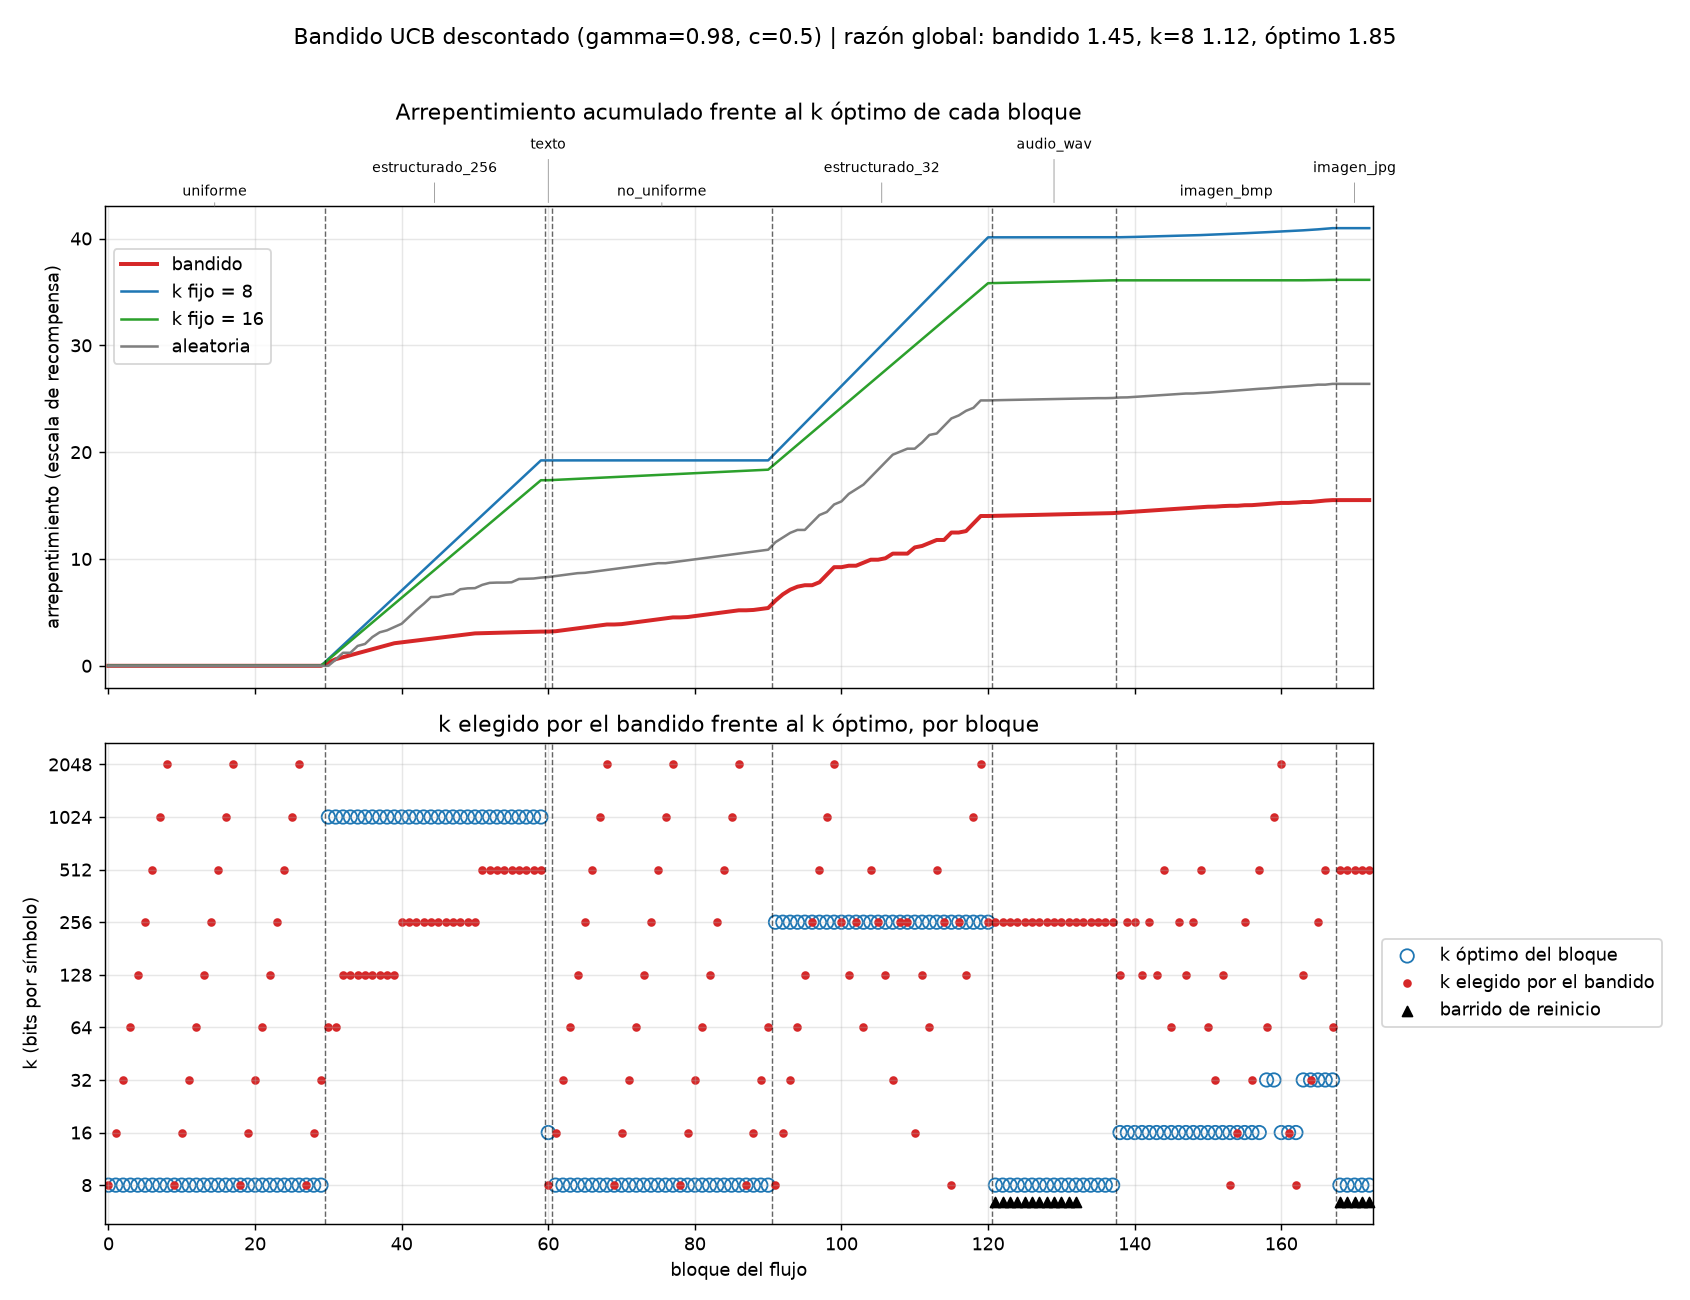 Bandido UCB descontado (gamma=0.98, c=0.5) | razón global: bandido 1.45, k=8 1.12, óptimo 1.85
Arrepentimiento acumulado frente al k óptimo de cada bloque
texto
audio_wav
estructurado_256
estructurado_32
imagen_jpg
uniforme
no_uniforme
imagen_bmp
arrepentimiento (escala de recompensa)
40
30
20
10
0
bandido
k fijo = 8
k fijo = 16
aleatoria
k elegido por el bandido frente al k óptimo, por bloque
k (bits por símbolo)
2048
1024
512
256
128
64
32
16
8
k óptimo del bloque
k elegido por el bandido
barrido de reinicio
0 20 40 60 80 100 120 140 160
bloque del flujo